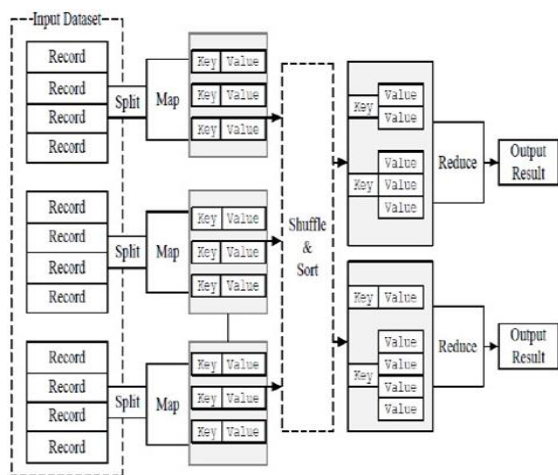 Input Dataset
Record
Record
Record
Record
Split
Map
Key Value
Key Value
Key Value
Record
Record
Record
Record
Split
Map
Key Value
Key Value
Key Value
Record
Record
Record
Record
Split
Map
Key Value
Key Value
Key Value
Shuffle
&
Sort
Key
Value
Value
Key
Value
Value
Value
Reduce
Output
Result
Key Value
Key
Value
Value
Value
Value
Reduce
Output
Result